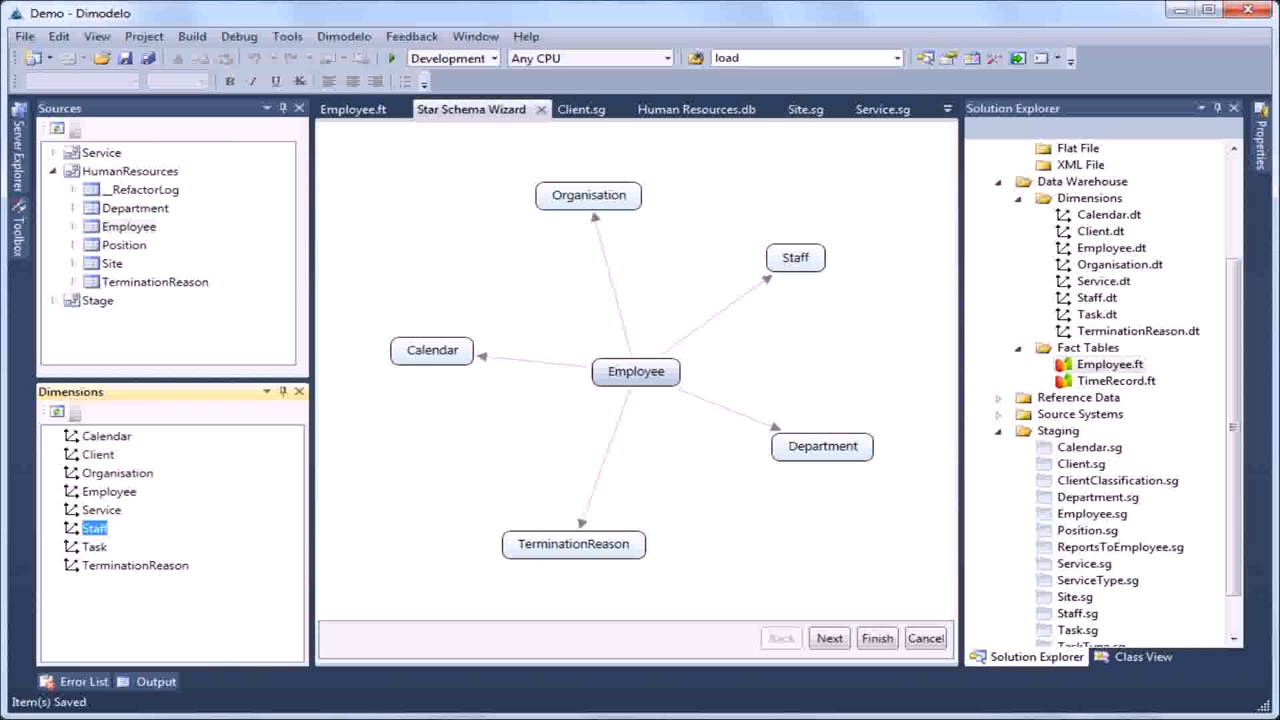 Demo - Dimodelo
File Edit View Project Build Debug Tools Dimodelo Feedback Window Help
Development Any CPU load
B I U K
Server Explorer
Toolbox
Sources
Service
HumanResources
__RefactorLog
Department
Employee
Position
Site
TerminationReason
Stage
Dimensions
Calendar
Client
Organisation
Employee
Service
Staff
Task
TerminationReason
Employee.ft Star Schema Wizard Client.sg Human Resources.db Site.sg Service.sg
Organisation
Staff
Calendar
Employee
Department
TerminationReason
Back Next Finish Cancel
Solution Explorer
Flat File
XML File
Data Warehouse
Dimensions
Calendar.dt
Client.dt
Employee.dt
Organisation.dt
Service.dt
Staff.dt
Task.dt
TerminationReason.dt
Fact Tables
Employee.ft
TimeRecord.ft
Reference Data
Source Systems
Staging
Calendar.sg
Client.sg
ClientClassification.sg
Department.sg
Employee.sg
Position.sg
ReportsToEmployee.sg
Service.sg
ServiceType.sg
Site.sg
Staff.sg
Task.sg
TaskType.sg
Solution Explorer Class View
Properties
Error List Output
Item(s) Saved